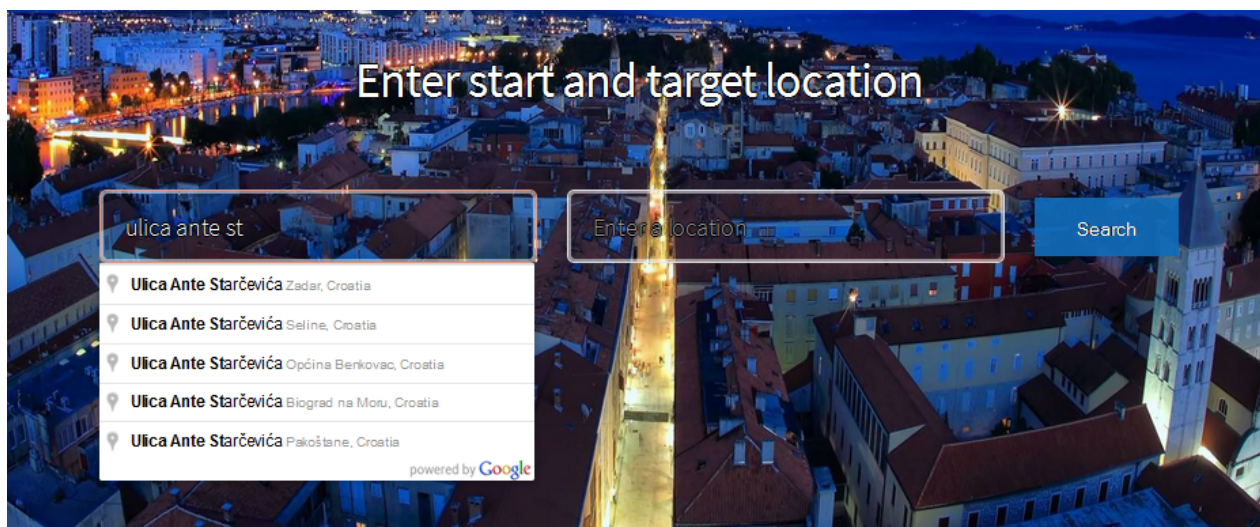 Enter start and target location
ulica ante st
Enter a location
Search
Ulica Ante Starčevića Zadar, Croatia
Ulica Ante Starčevića Seline, Croatia
Ulica Ante Starčevića Općina Benkovac, Croatia
Ulica Ante Starčevića Biograd na Moru, Croatia
Ulica Ante Starčevića Pakoštane, Croatia
powered by Google